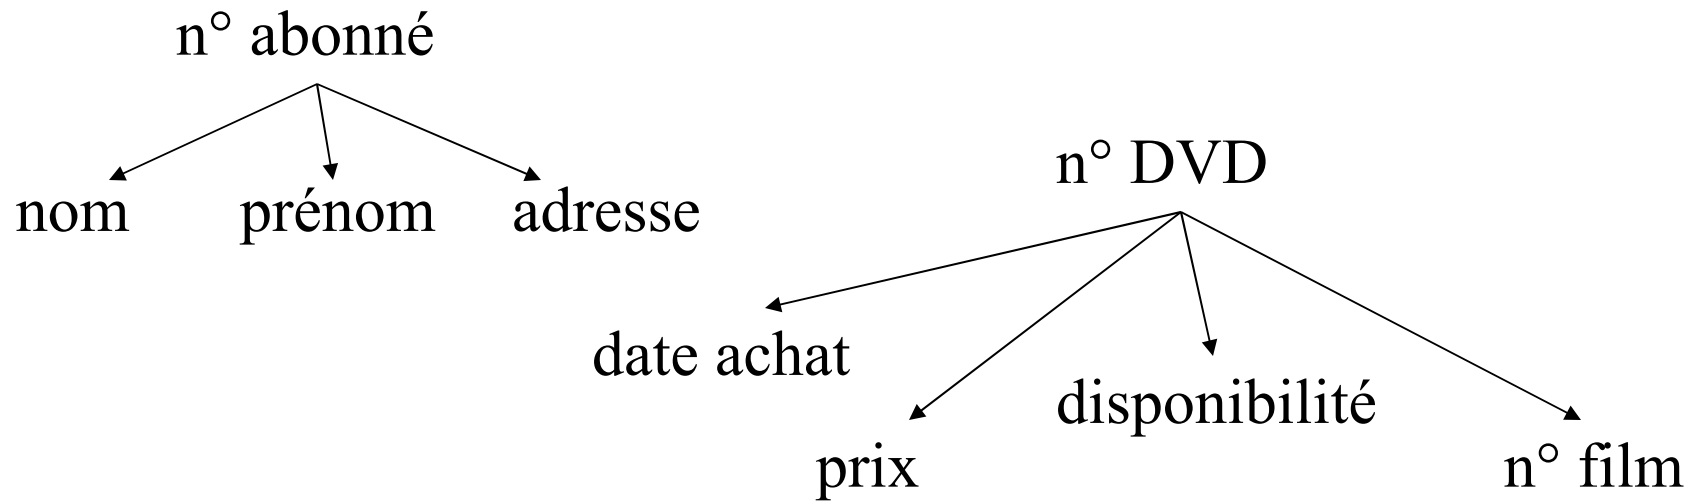 n° abonné
nom
prénom
adresse
n° DVD
date achat
prix
disponibilité
n° film